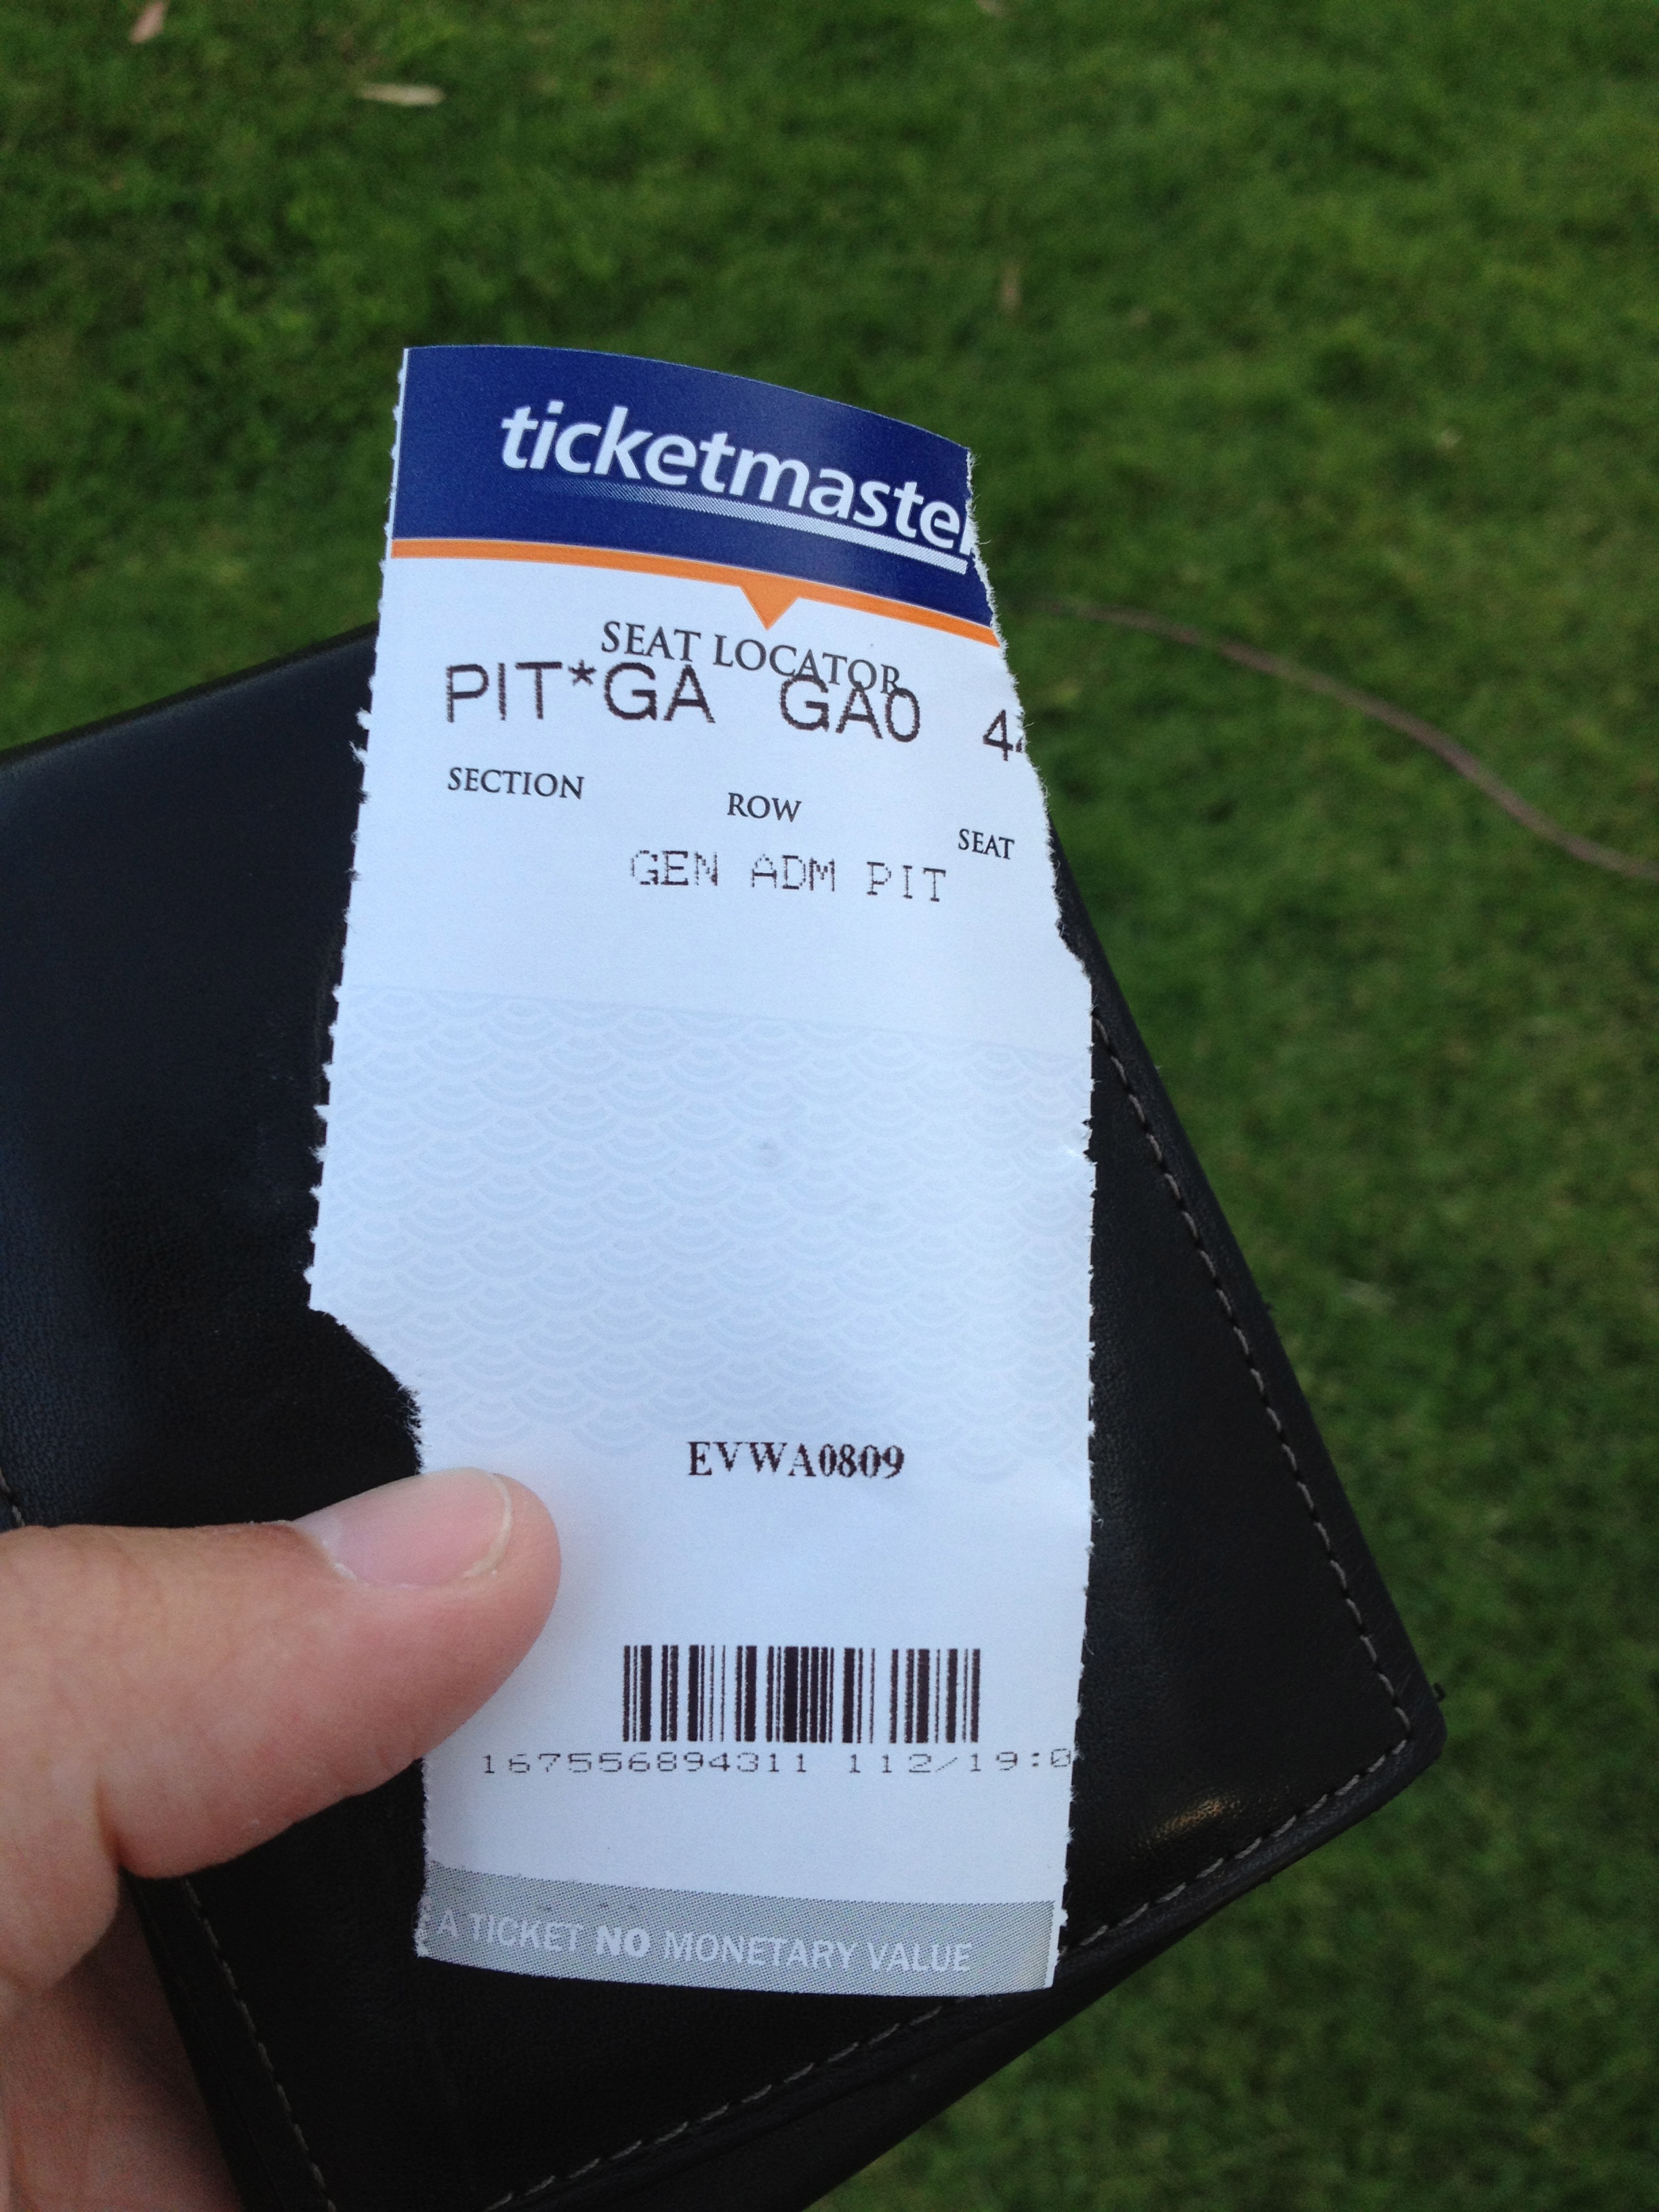 ticketmaster
SEAT LOCATOR
PIT*GA GA0 4
SECTION ROW SEAT
GEN ADM PIT
EVWA0809
167556894311 112/19:0
A TICKET NO MONETARY VALUE